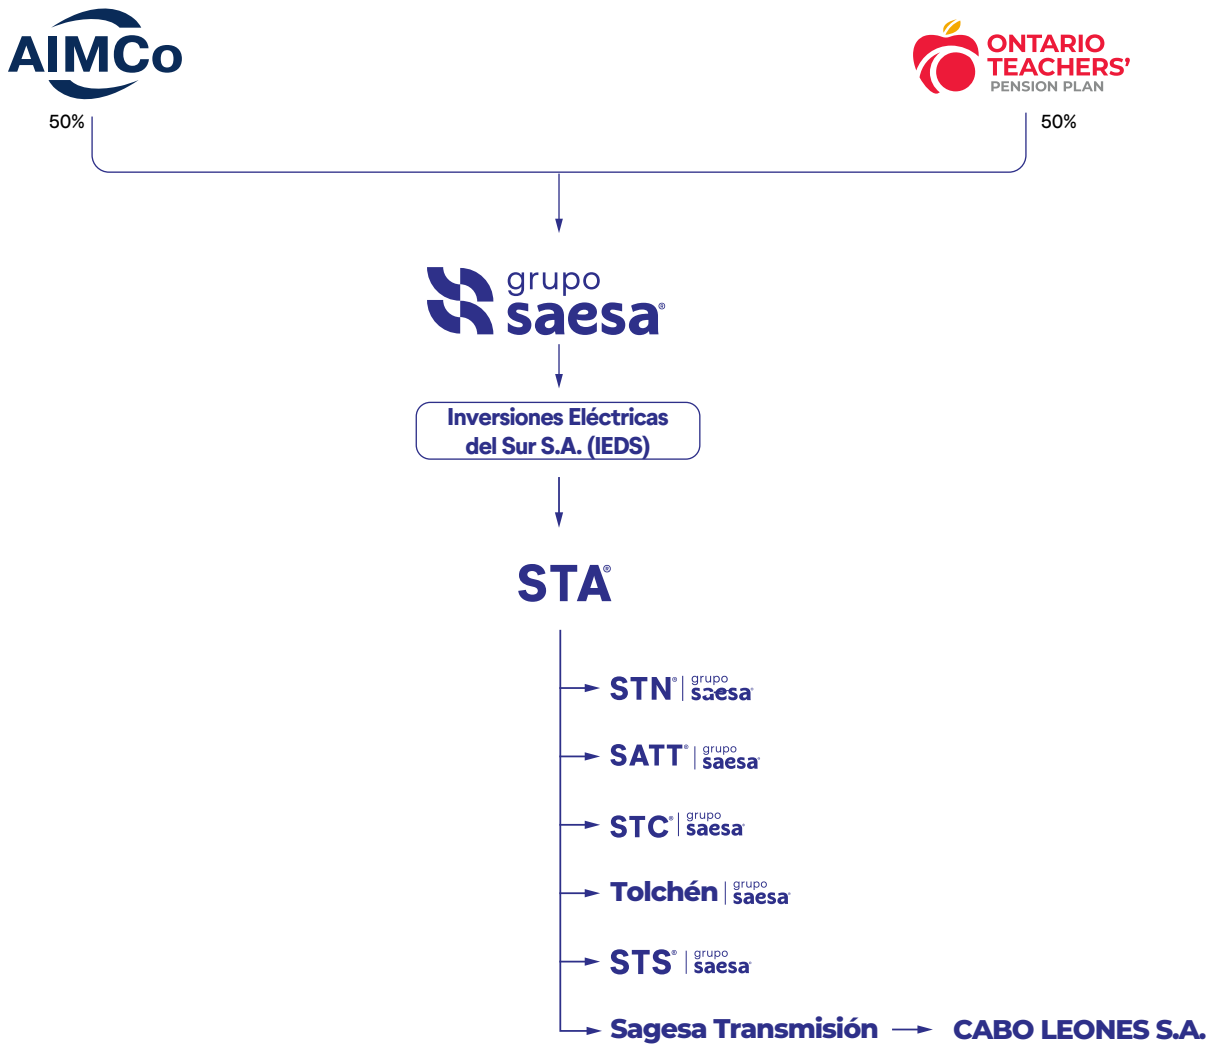 AIMCo
ONTARIO
TEACHERS'
PENSION PLAN
50%
50%
grupo
saesa®
Inversiones Eléctricas
del Sur S.A. (IEDS)
STA®
STN® | grupo saesa®
SATT® | grupo saesa®
STC® | grupo saesa®
Tolchén | grupo saesa®
STS® | grupo saesa®
Sagesa Transmisión
CABO LEONES S.A.